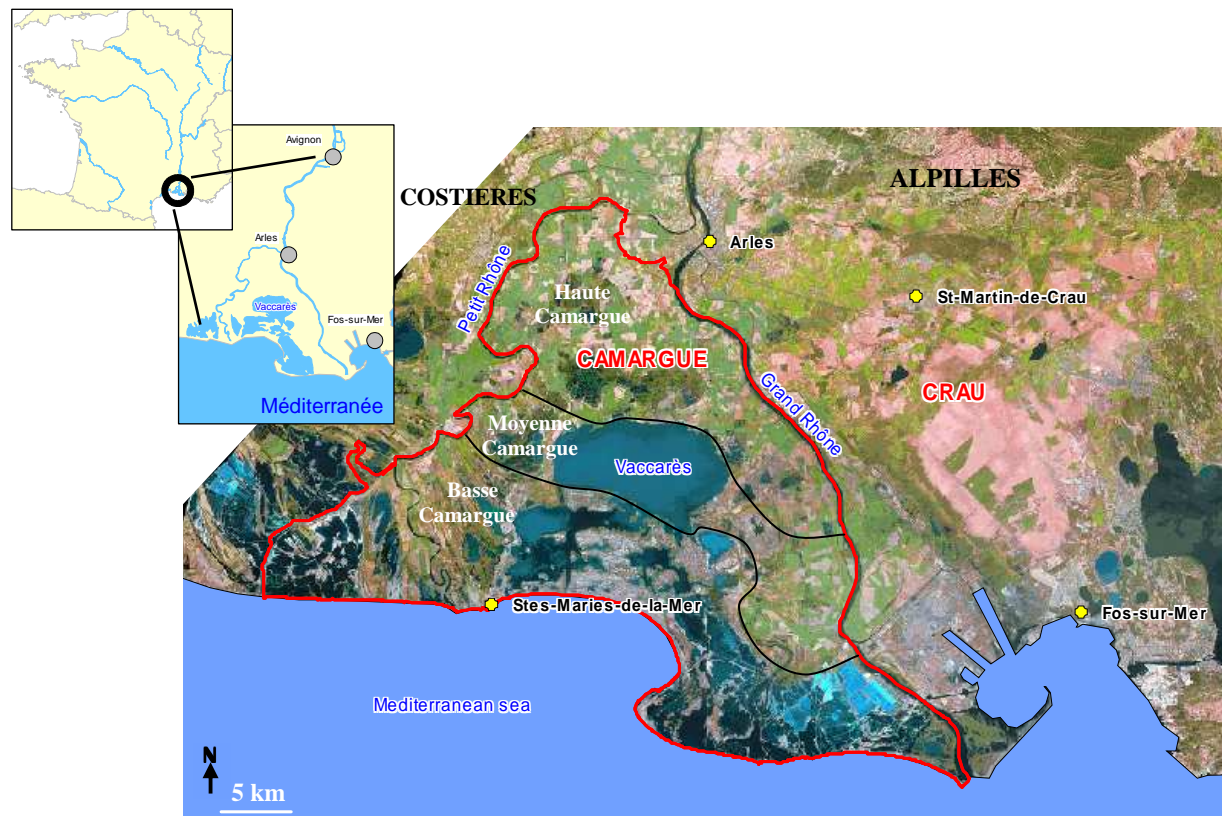 Avignon
Arles
Vaccarès
Fos-sur-Mer
Méditerranée
COSTIERES
ALPILLES
Arles
Petit Rhône
Haute
Camargue
St-Martin-de-Crau
CAMARGUE
Grand Rhône
CRAU
Moyenne
Camargue
Vaccarès
Basse
Camargue
Stes-Maries-de-la-Mer
Fos-sur-Mer
Mediterranean sea
N
5 km